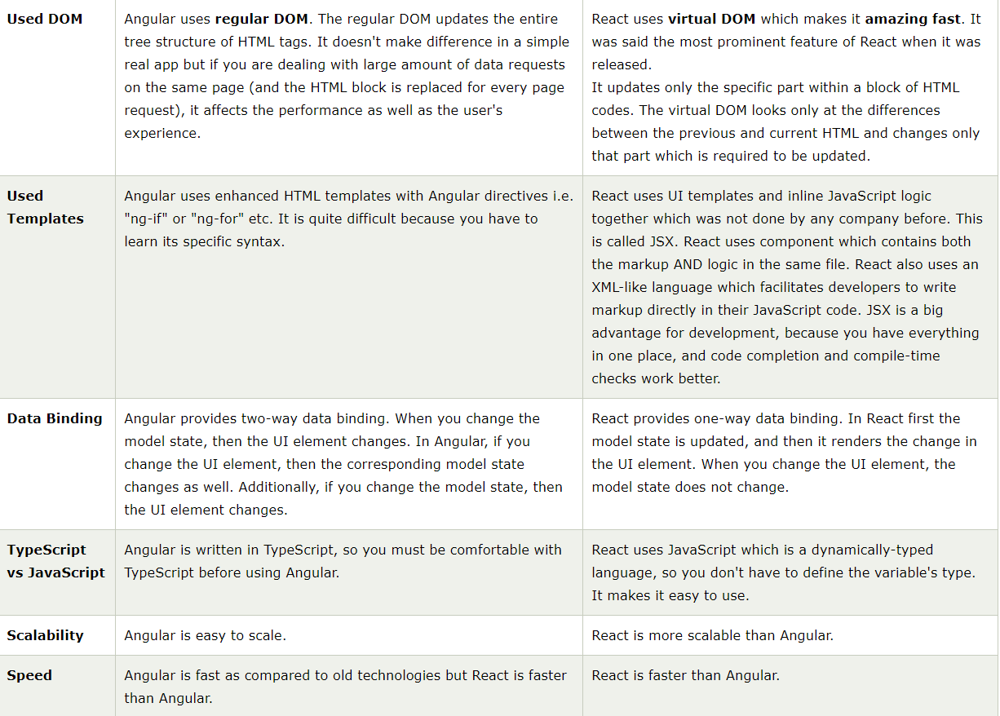 Used DOM
Angular uses regular DOM. The regular DOM updates the entire
tree structure of HTML tags. It doesn't make difference in a simple
real app but if you are dealing with large amount of data requests
on the same page (and the HTML block is replaced for every page
request), it affects the performance as well as the user's
experience.
React uses virtual DOM which makes it amazing fast. It
was said the most prominent feature of React when it was
released.
It updates only the specific part within a block of HTML
codes. The virtual DOM looks only at the differences
between the previous and current HTML and changes only
that part which is required to be updated.
Used
Templates
Angular uses enhanced HTML templates with Angular directives i.e.
"ng-if" or "ng-for" etc. It is quite difficult because you have to
learn its specific syntax.
React uses UI templates and inline JavaScript logic
together which was not done by any company before. This
is called JSX. React uses component which contains both
the markup AND logic in the same file. React also uses an
XML-like language which facilitates developers to write
markup directly in their JavaScript code. JSX is a big
advantage for development, because you have everything
in one place, and code completion and compile-time
checks work better.
Data Binding
Angular provides two-way data binding. When you change the
model state, then the UI element changes. In Angular, if you
change the UI element, then the corresponding model state
changes as well. Additionally, if you change the model state, then
the UI element changes.
React provides one-way data binding. In React first the
model state is updated, and then it renders the change in
the UI element. When you change the UI element, the
model state does not change.
TypeScript
vs JavaScript
Angular is written in TypeScript, so you must be comfortable with
TypeScript before using Angular.
React uses JavaScript which is a dynamically-typed
language, so you don't have to define the variable's type.
It makes it easy to use.
Scalability
Angular is easy to scale.
React is more scalable than Angular.
Speed
Angular is fast as compared to old technologies but React is faster
than Angular.
React is faster than Angular.